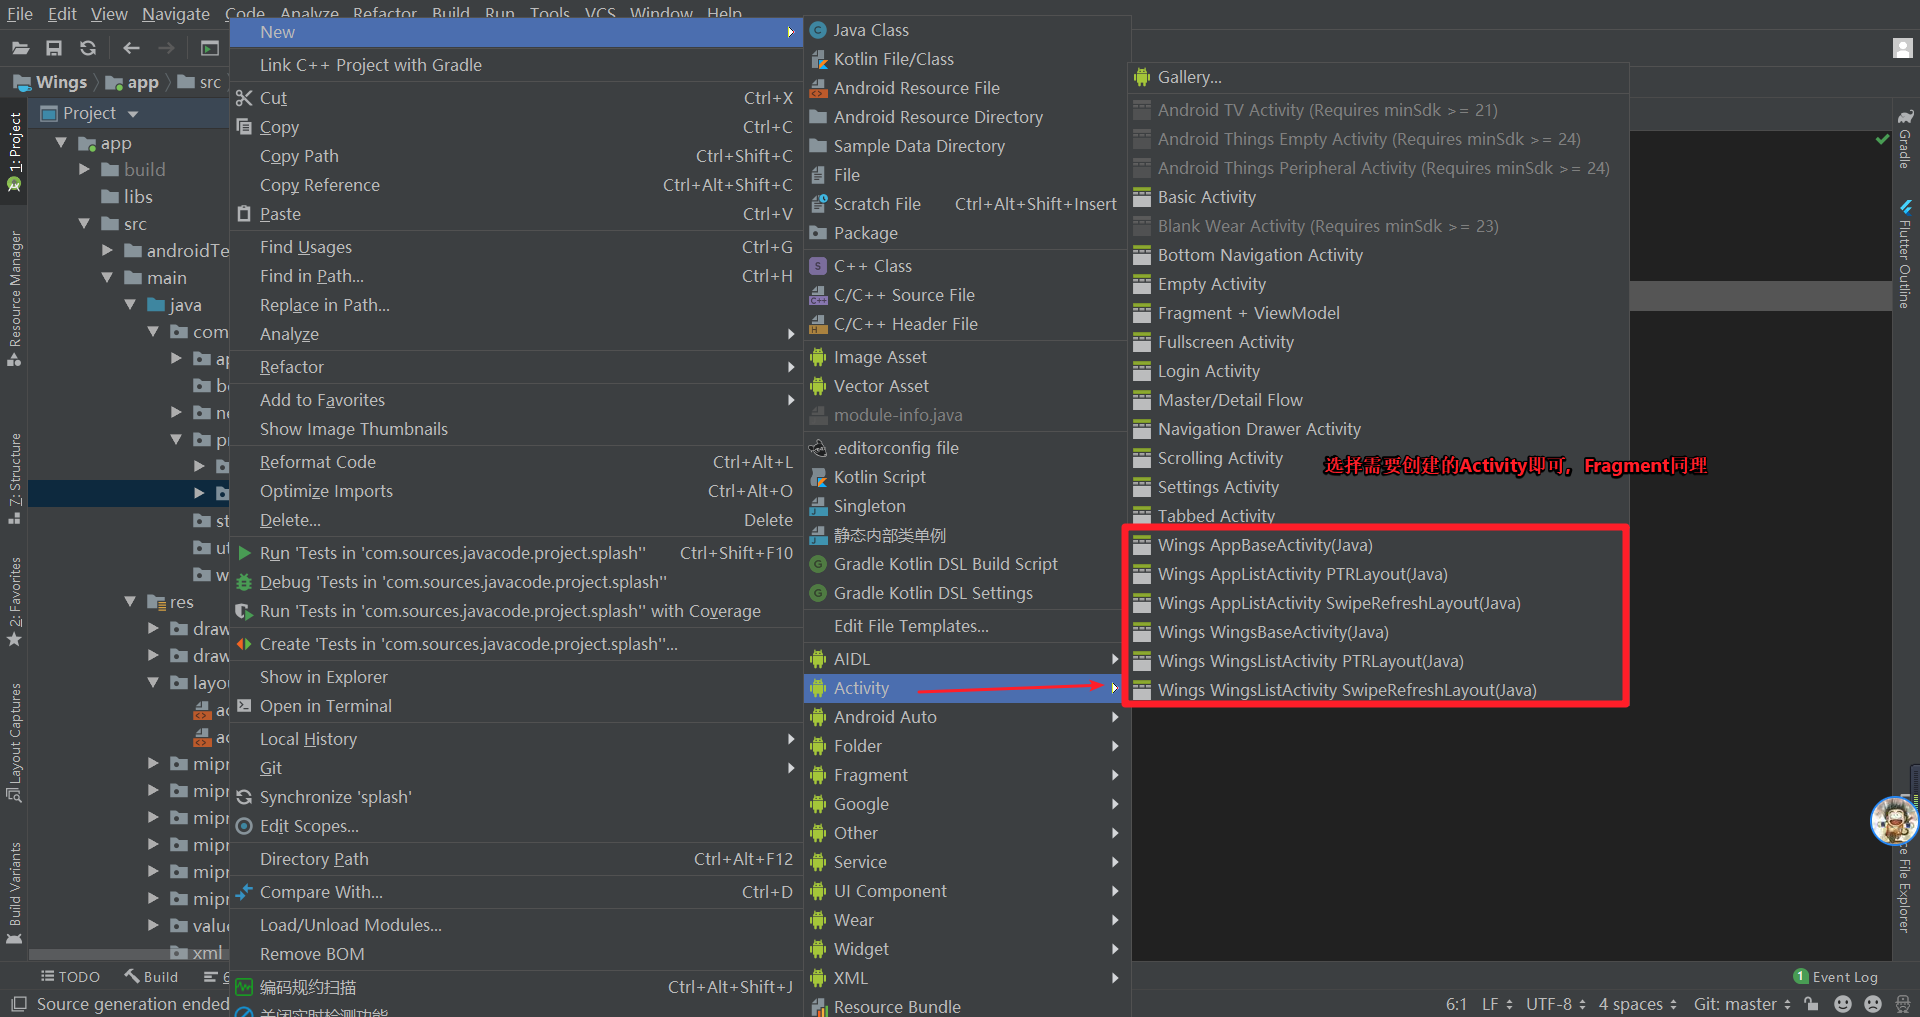 File Edit View Navigate Code Analyze Refactor Build Run Tools VCS Window Help
Wings app src
1: Project
Resource Manager
Z: Structure
2: Favorites
Layout Captures
Build Variants
Project
app
build
libs
src
androidTe
main
java
com
res
draw
draw
layou
mipr
mipr
mipr
mipr
mipr
mipr
value
xml
New
Link C++ Project with Gradle
Cut Ctrl+X
Copy Ctrl+C
Copy Path Ctrl+Shift+C
Copy Reference Ctrl+Alt+Shift+C
Paste Ctrl+V
Find Usages Ctrl+G
Find in Path... Ctrl+H
Replace in Path...
Analyze
Refactor
Add to Favorites
Show Image Thumbnails
Reformat Code Ctrl+Alt+L
Optimize Imports Ctrl+Alt+O
Delete... Delete
Run 'Tests in 'com.sources.javacode.project.splash'' Ctrl+Shift+F10
Debug 'Tests in 'com.sources.javacode.project.splash''
Run 'Tests in 'com.sources.javacode.project.splash'' with Coverage
Create 'Tests in 'com.sources.javacode.project.splash''...
Show in Explorer
Open in Terminal
Local History
Git
Synchronize 'splash'
Edit Scopes...
Directory Path Ctrl+Alt+F12
Compare With... Ctrl+D
Load/Unload Modules...
Remove BOM
编码规约扫描 Ctrl+Alt+Shift+J
关闭实时检测功能
Java Class
Kotlin File/Class
Android Resource File
Android Resource Directory
Sample Data Directory
File
Scratch File Ctrl+Alt+Shift+Insert
Package
C++ Class
C/C++ Source File
C/C++ Header File
Image Asset
Vector Asset
module-info.java
.editorconfig file
Kotlin Script
Singleton
静态内部类单例
Gradle Kotlin DSL Build Script
Gradle Kotlin DSL Settings
Edit File Templates...
AIDL
Activity
Android Auto
Folder
Fragment
Google
Other
Service
UI Component
Wear
Widget
XML
Resource Bundle
Gallery...
Android TV Activity (Requires minSdk >= 21)
Android Things Empty Activity (Requires minSdk >= 24)
Android Things Peripheral Activity (Requires minSdk >= 24)
Basic Activity
Blank Wear Activity (Requires minSdk >= 23)
Bottom Navigation Activity
Empty Activity
Fragment + ViewModel
Fullscreen Activity
Login Activity
Master/Detail Flow
Navigation Drawer Activity
Scrolling Activity
选择需要创建的Activity即可，Fragment同理
Settings Activity
Tabbed Activity
Wings AppBaseActivity(Java)
Wings AppListActivity PTRLayout(Java)
Wings AppListActivity SwipeRefreshLayout(Java)
Wings WingsBaseActivity(Java)
Wings WingsListActivity PTRLayout(Java)
Wings WingsListActivity SwipeRefreshLayout(Java)
Gradle
Flutter Outline
ce File Explorer
TODO Build 6
1 Event Log
Source generation ended
6:1 LF UTF-8 4 spaces Git: master